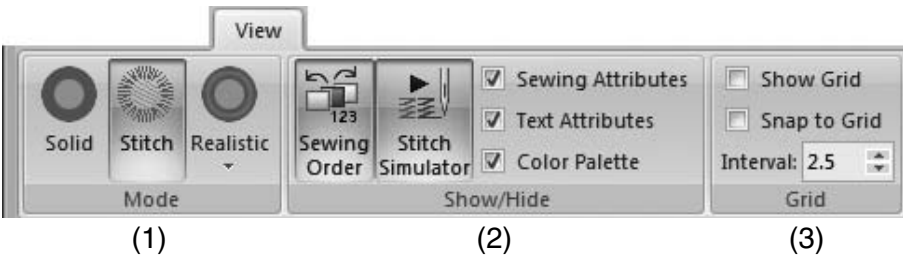 View
Solid Stitch Realistic
Mode
123
Sewing Order
Stitch Simulator
Sewing Attributes
Text Attributes
Color Palette
Show/Hide
Show Grid
Snap to Grid
Interval: 2.5
Grid
(1) (2) (3)